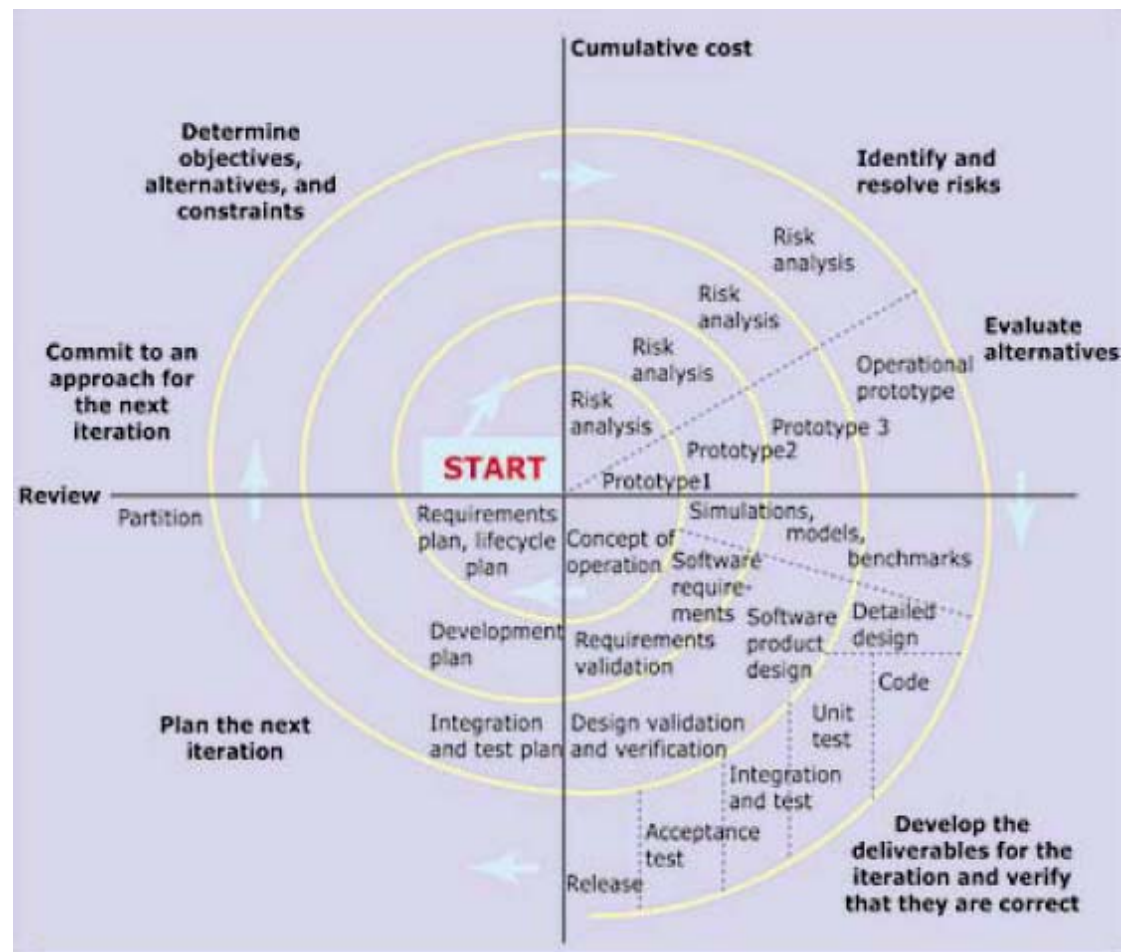 Cumulative cost
Determine
objectives,
alternatives, and
constraints
Identify and
resolve risks
Risk
analysis
Risk
analysis
Risk
analysis
Risk
analysis
Evaluate
alternatives
Commit to an
approach for
the next
iteration
Operational
prototype
Prototype 3
Prototype2
Prototype1
START
Review
Partition
Requirements
plan, lifecycle
plan
Concept of
operation
Simulations,
models,
benchmarks
Software
require-
ments
Development
plan
Requirements
validation
Software
product
design
Detailed
design
Code
Plan the next
iteration
Integration
and test plan
Design validation
and verification
Unit
test
Integration
and test
Acceptance
test
Release
Develop the
deliverables for the
iteration and verify
that they are correct